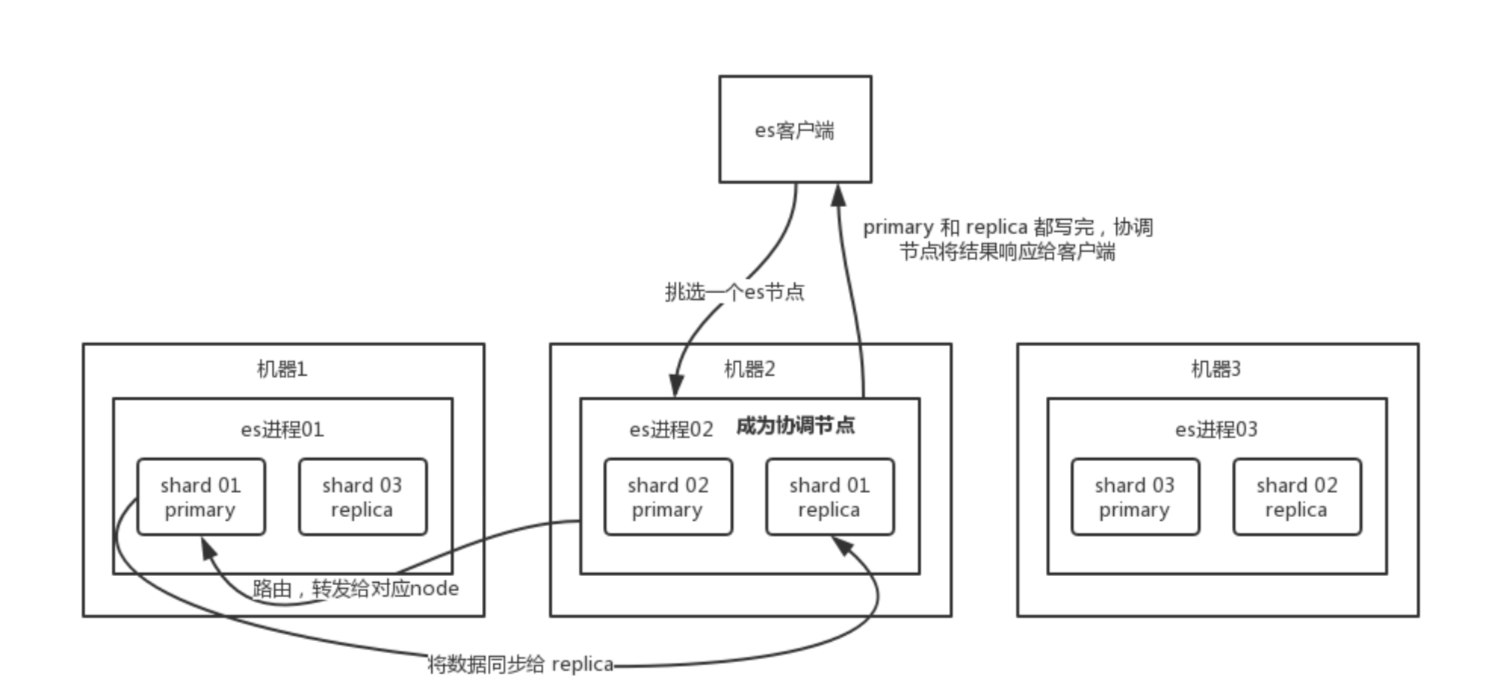 es客户端
primary 和 replica 都写完，协调
节点将结果响应给客户端
挑选一个es节点
机器1
es进程01
shard 01
primary
shard 03
replica
机器2
es进程02
成为协调节点
shard 02
primary
shard 01
replica
机器3
es进程03
shard 03
primary
shard 02
replica
路由，转发给对应node
将数据同步给 replica